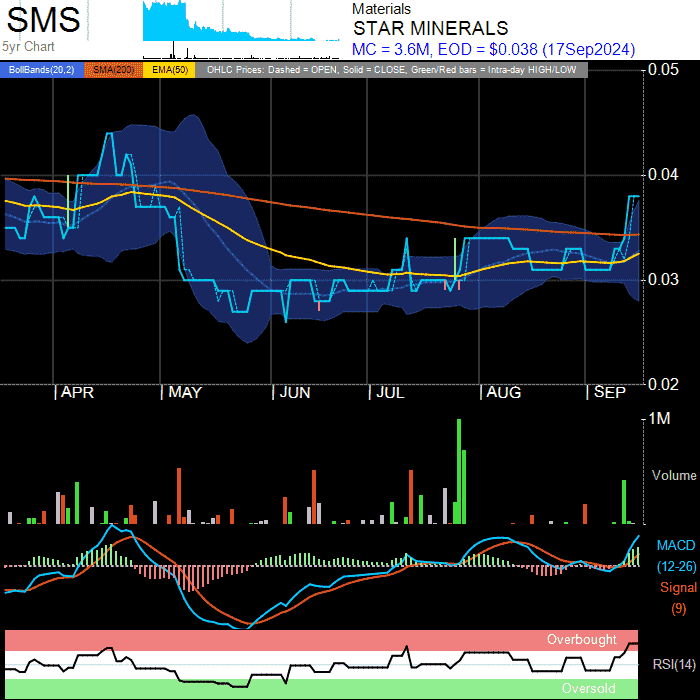 SMS
5yr Chart
Materials
STAR MINERALS
MC = 3.6M, EOD = $0.038 (17Sep2024)
BollBands(20,2) SMA(200) EMA(50) OHLC Prices: Dashed = OPEN, Solid = CLOSE, Green/Red bars = Intra-day HIGH/LOW
0.05
0.04
0.03
0.02
APR MAY JUN JUL AUG SEP
1M
Volume
MACD
(12-26)
Signal
(9)
Overbought
RSI(14)
Oversold